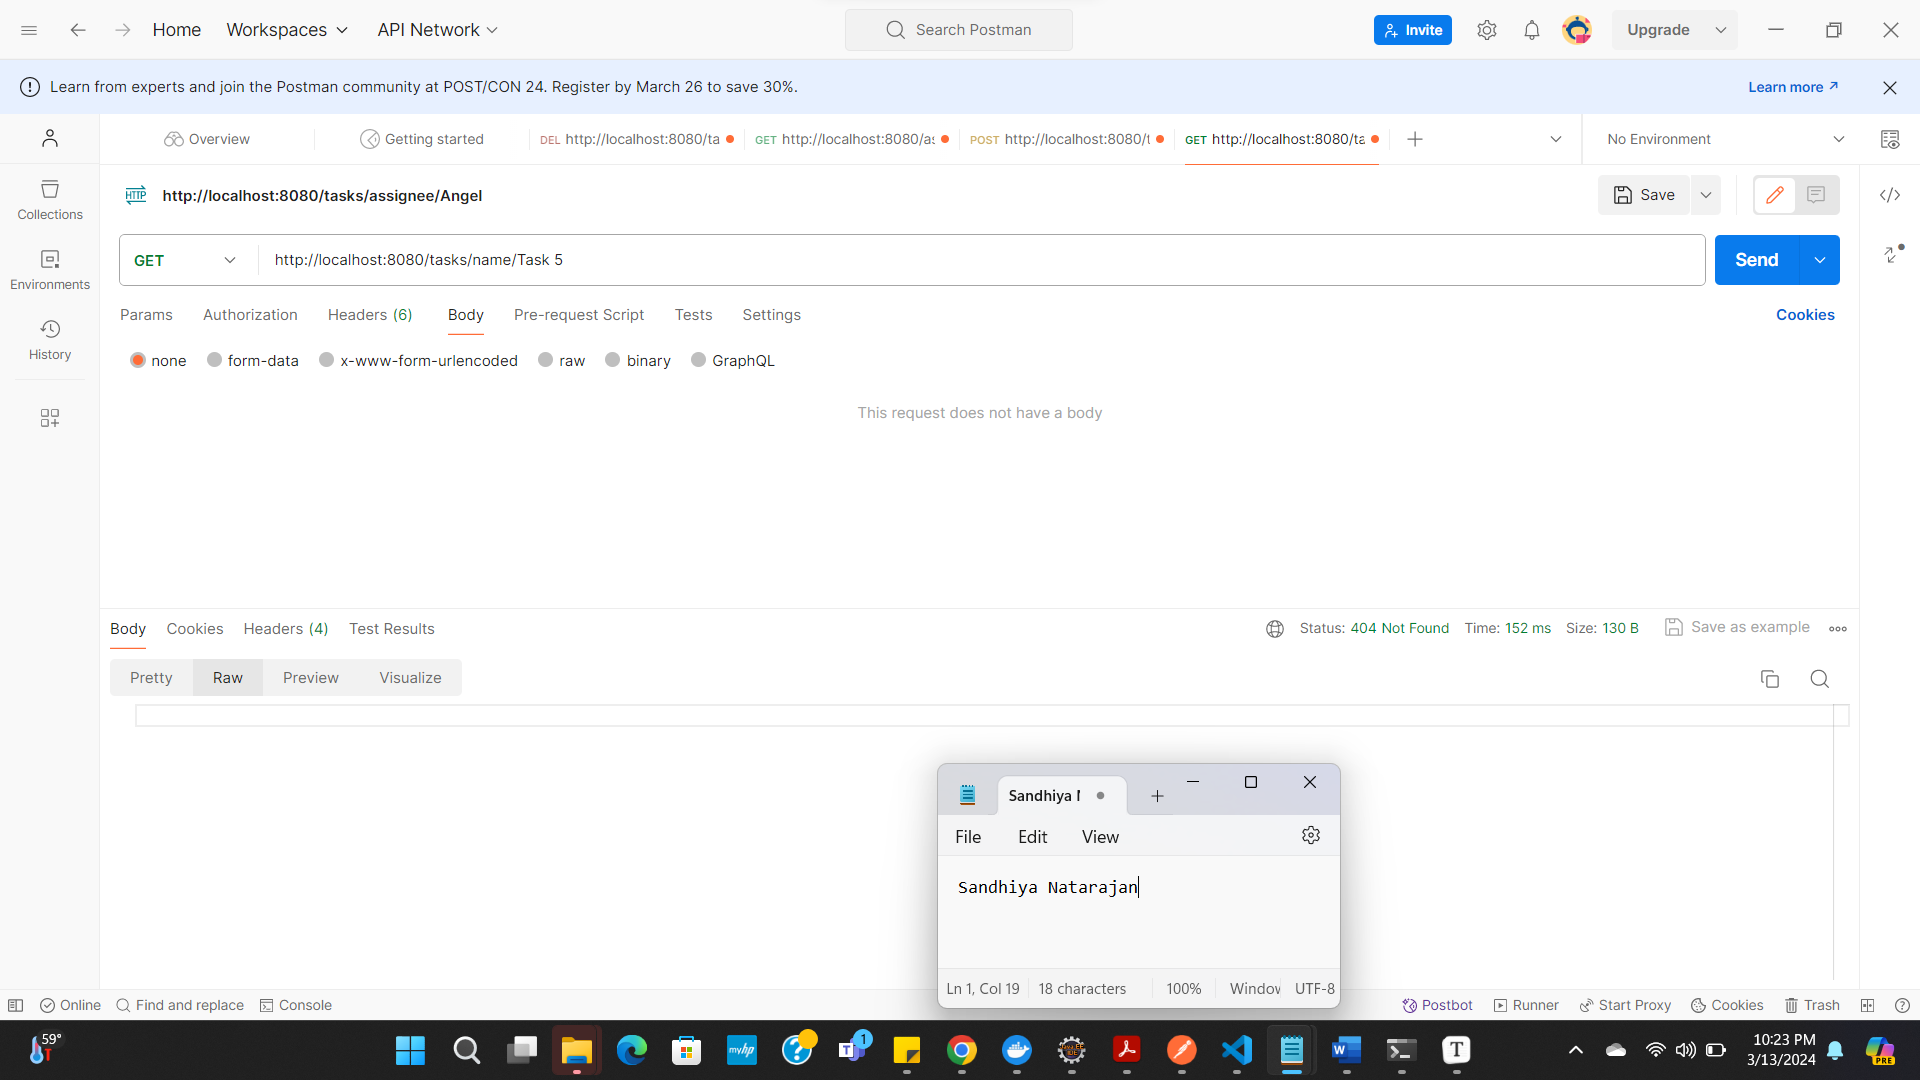 Home Workspaces API Network Search Postman Invite Upgrade
Learn from experts and join the Postman community at POST/CON 24. Register by March 26 to save 30%. Learn more
Overview Getting started DEL http://localhost:8080/ta GET http://localhost:8080/as POST http://localhost:8080/t GET http://localhost:8080/ta No Environment
HTTP http://localhost:8080/tasks/assignee/Angel Save
Collections
GET http://localhost:8080/tasks/name/Task 5 Send
Environments
Params Authorization Headers (6) Body Pre-request Script Tests Settings Cookies
History
none form-data x-www-form-urlencoded raw binary GraphQL
This request does not have a body
Body Cookies Headers (4) Test Results Status: 404 Not Found Time: 152 ms Size: 130 B Save as example
Pretty Raw Preview Visualize
Sandhiya N
File Edit View
Sandhiya Natarajan
Ln 1, Col 19 18 characters 100% Window UTF-8
Online Find and replace Console Postbot Runner Start Proxy Cookies Trash
59° myhp 1 10:23 PM
3/13/2024 PRE